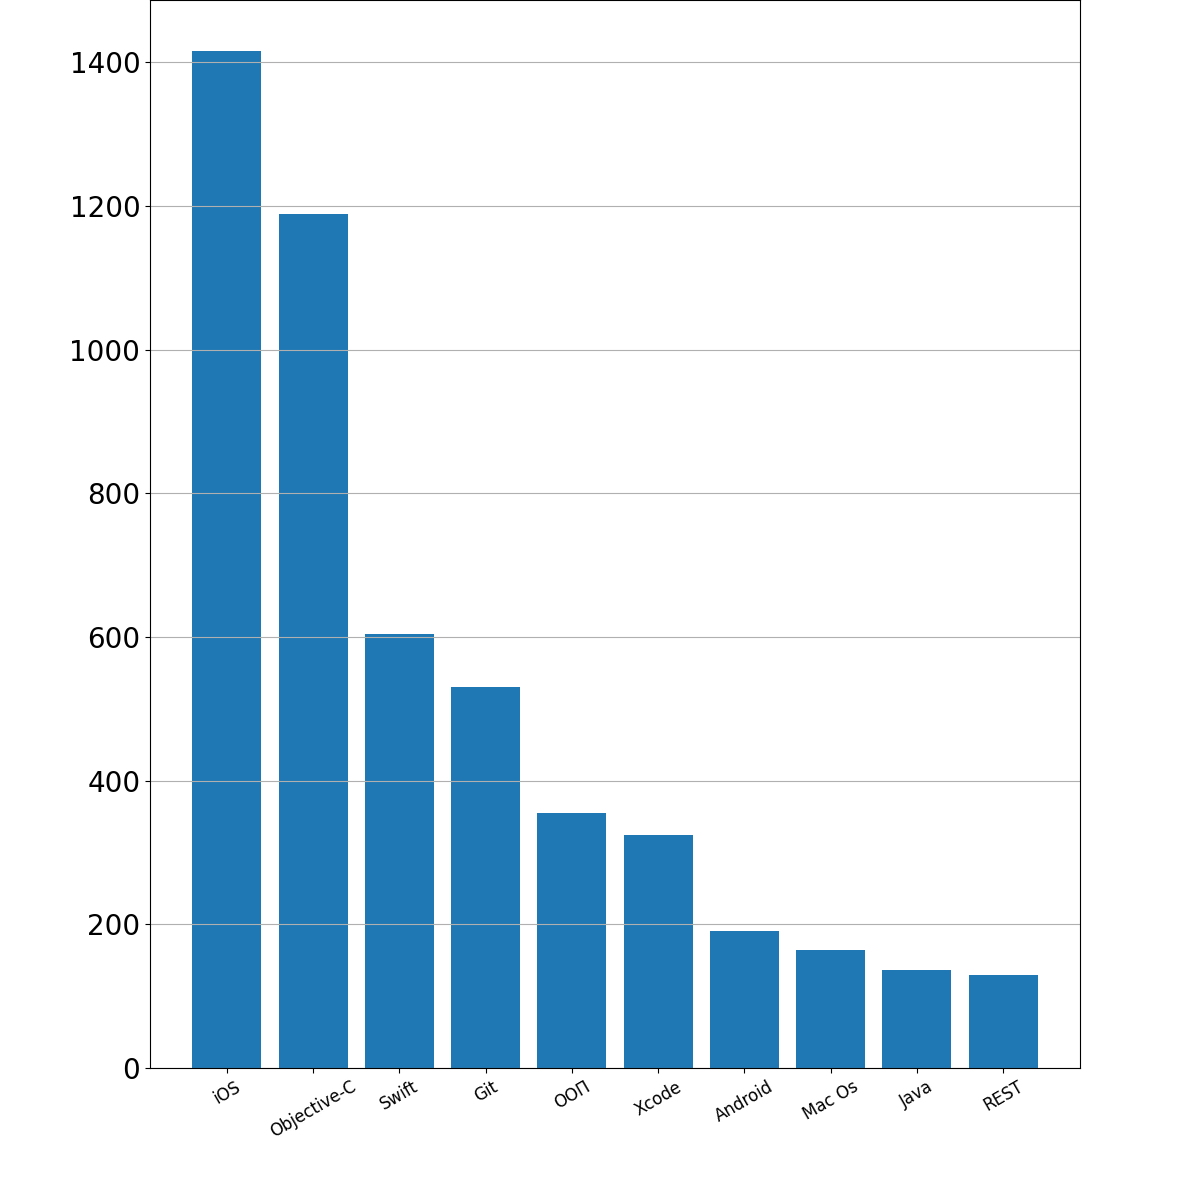 1400
1200
1000
800
600
400
200
0
iOS
Objective-C
Swift
Git
ООП
Xcode
Android
Mac Os
Java
REST